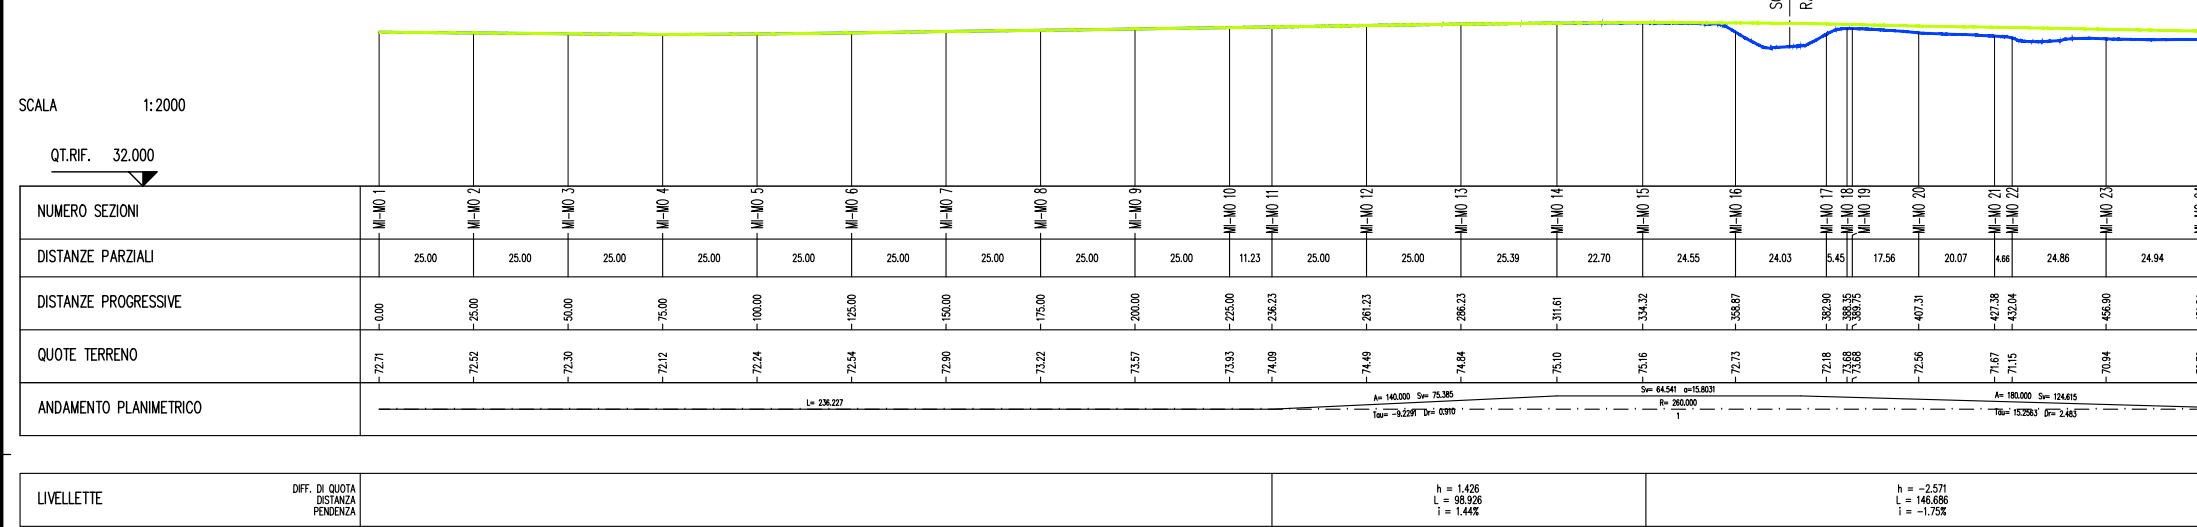 SCALA 1:2000
QT.RIF. 32.000
NUMERO SEZIONI MI-MO 1 MI-MO 2 MI-MO 3 MI-MO 4 MI-MO 5 MI-MO 6 MI-MO 7 MI-MO 8 MI-MO 9 MI-MO 10 MI-MO 11 MI-MO 12 MI-MO 13 MI-MO 14 MI-MO 15 MI-MO 16 MI-MO 17 MI-MO 18 MI-MO 19 MI-MO 20 MI-MO 21 MI-MO 22 MI-MO 23
DISTANZE PARZIALI 25.00 25.00 25.00 25.00 25.00 25.00 25.00 25.00 25.00 11.23 25.00 25.00 25.39 22.70 24.55 24.03 5.45 17.56 20.07 4.66 24.86 24.94
DISTANZE PROGRESSIVE 0.00 25.00 50.00 75.00 100.00 125.00 150.00 175.00 200.00 225.00 236.23 261.23 286.23 311.61 334.32 358.87 382.90 388.35 389.75 407.31 427.38 432.04 456.90
QUOTE TERRENO 72.71 72.52 72.30 72.12 72.24 72.54 72.90 73.22 73.57 73.93 74.09 74.49 74.84 75.10 75.16 72.73 72.18 73.68 73.68 72.56 71.67 71.15 70.94
ANDAMENTO PLANIMETRICO
L= 236.227
A= 140.000 Sv= 75.385
Tau= -9.2291 Dr= 0.910
Sv= 64.541 α=15.8031
R= 260.000
1
A= 180.000 Sv= 124.615
Tau= 15.2563 Dr= 2.483
LIVELLETTE
DIFF. DI QUOTA
DISTANZA
PENDENZA
h = 1.426
L = 98.926
i = 1.44%
h = -2.571
L = 146.686
i = -1.75%